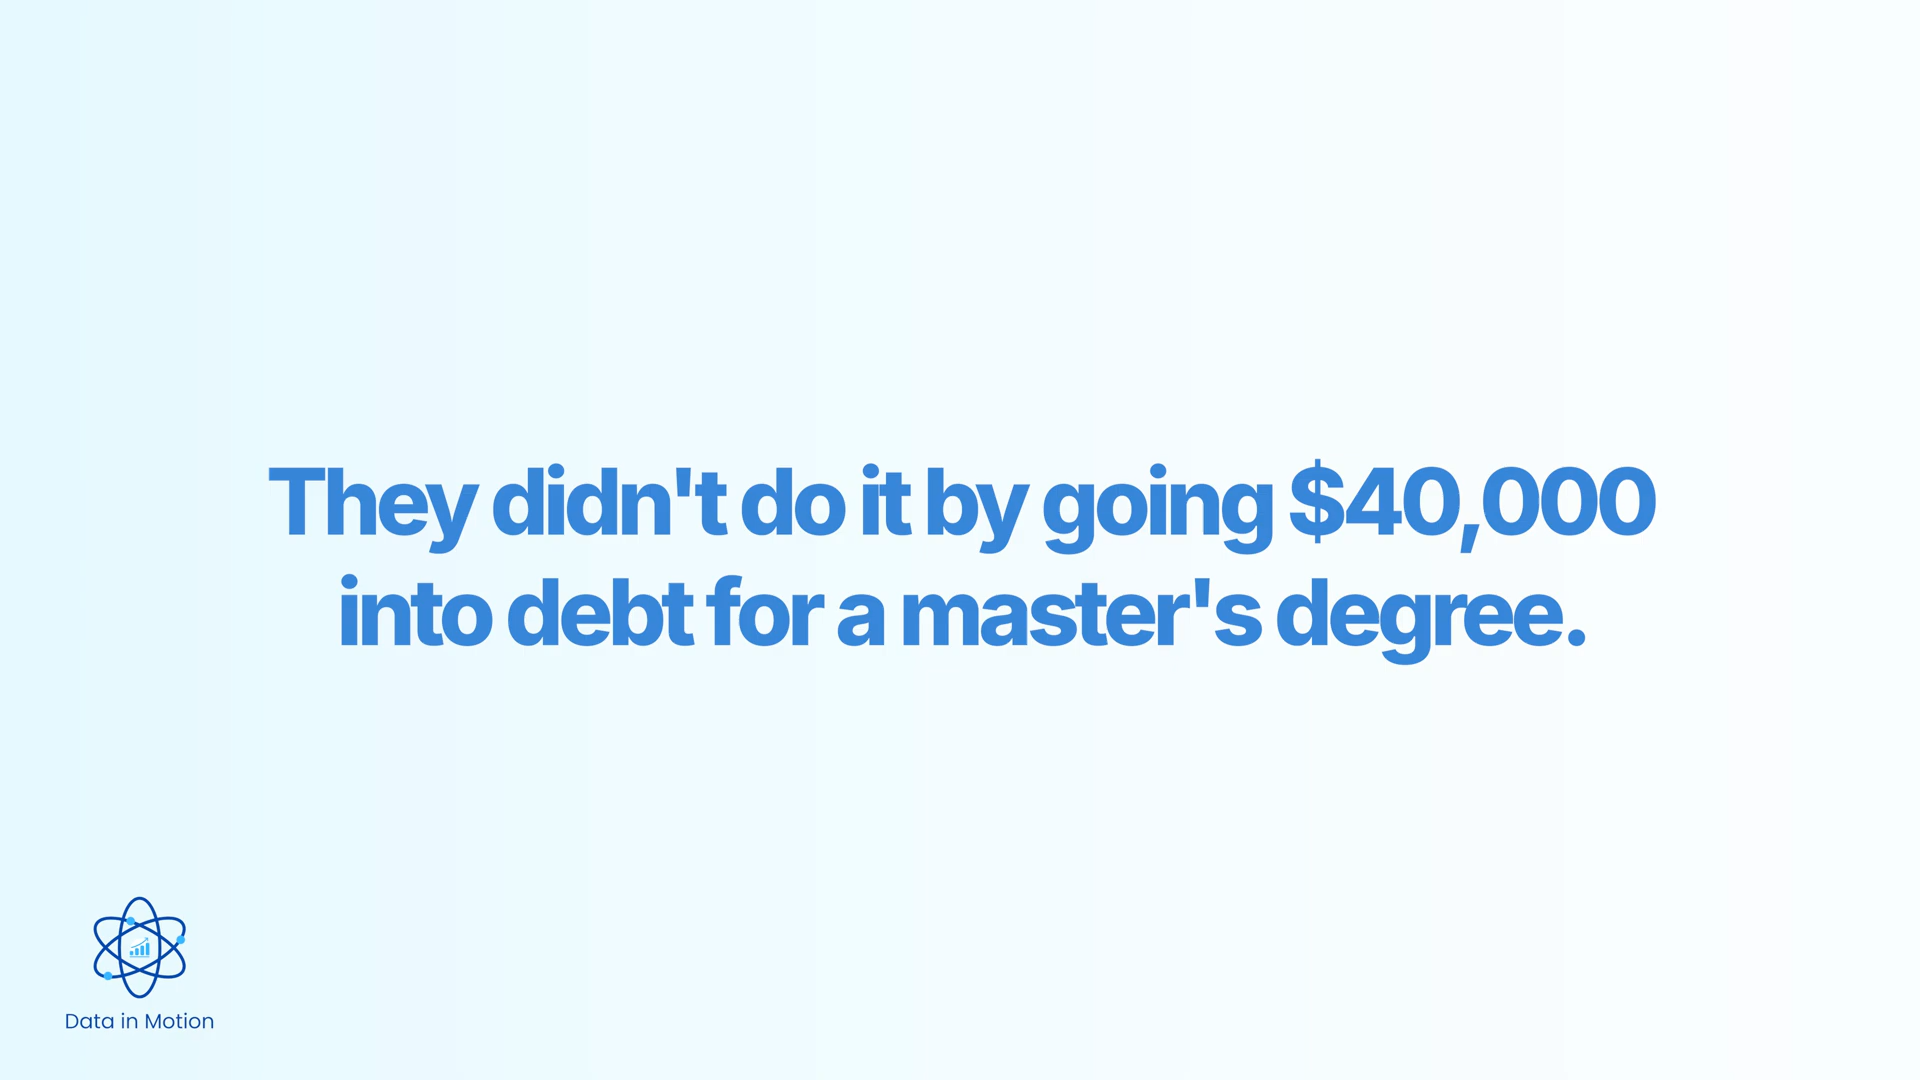 They didn't do it by going $40,000
into debt for a master's degree.
Data in Motion